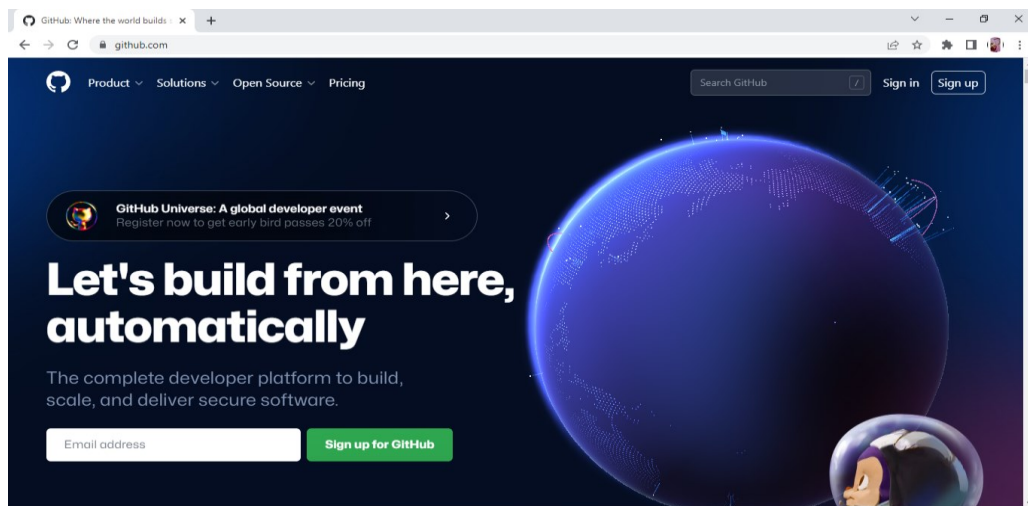 GitHub: Where the world builds
github.com
Product Solutions Open Source Pricing
Search GitHub / Sign in Sign up
GitHub Universe: A global developer event
Register now to get early bird passes 20% off
Let's build from here,
automatically
The complete developer platform to build,
scale, and deliver secure software.
Email address
Sign up for GitHub